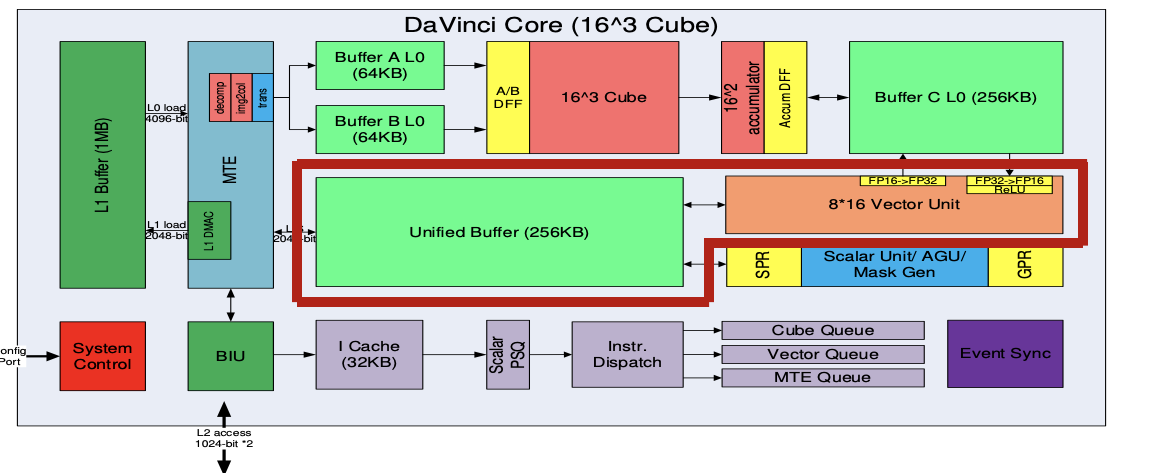 DaVinci Core (16^3 Cube)
L1 Buffer (1MB)
L0 load
4096-bit
L1 load
2048-bit
MTE
decomp
img2col
trans
L1 DMAC
Buffer A L0
(64KB)
Buffer B L0
(64KB)
A/B
DFF
16^3 Cube
16^2
accumulator
Accum DFF
Buffer C L0 (256KB)
Unified Buffer (256KB)
FP16->FP32
FP32->FP16
ReLU
8*16 Vector Unit
SPR
Scalar Unit/ AGU/
Mask Gen
GPR
onfig
Port
System
Control
BIU
I Cache
(32KB)
Scalar
PSQ
Instr.
Dispatch
Cube Queue
Vector Queue
MTE Queue
Event Sync
L2 access
1024-bit *2